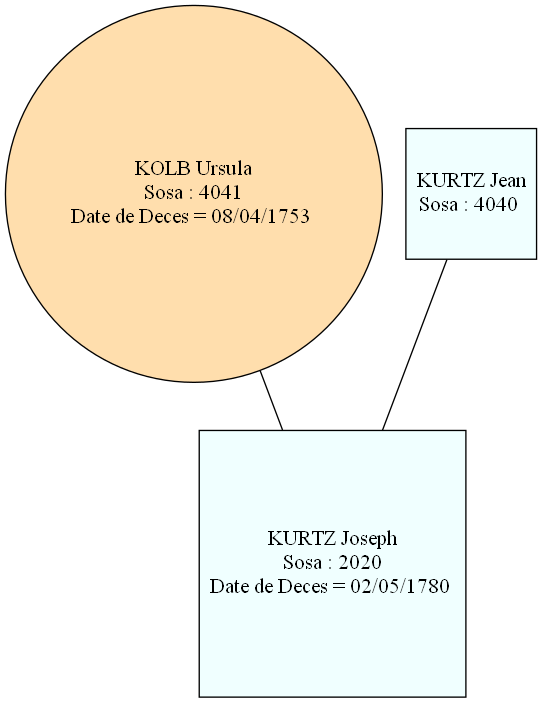 KOLB Ursula
Sosa : 4041
Date de Deces = 08/04/1753
KURTZ Jean
Sosa : 4040
KURTZ Joseph
Sosa : 2020
Date de Deces = 02/05/1780